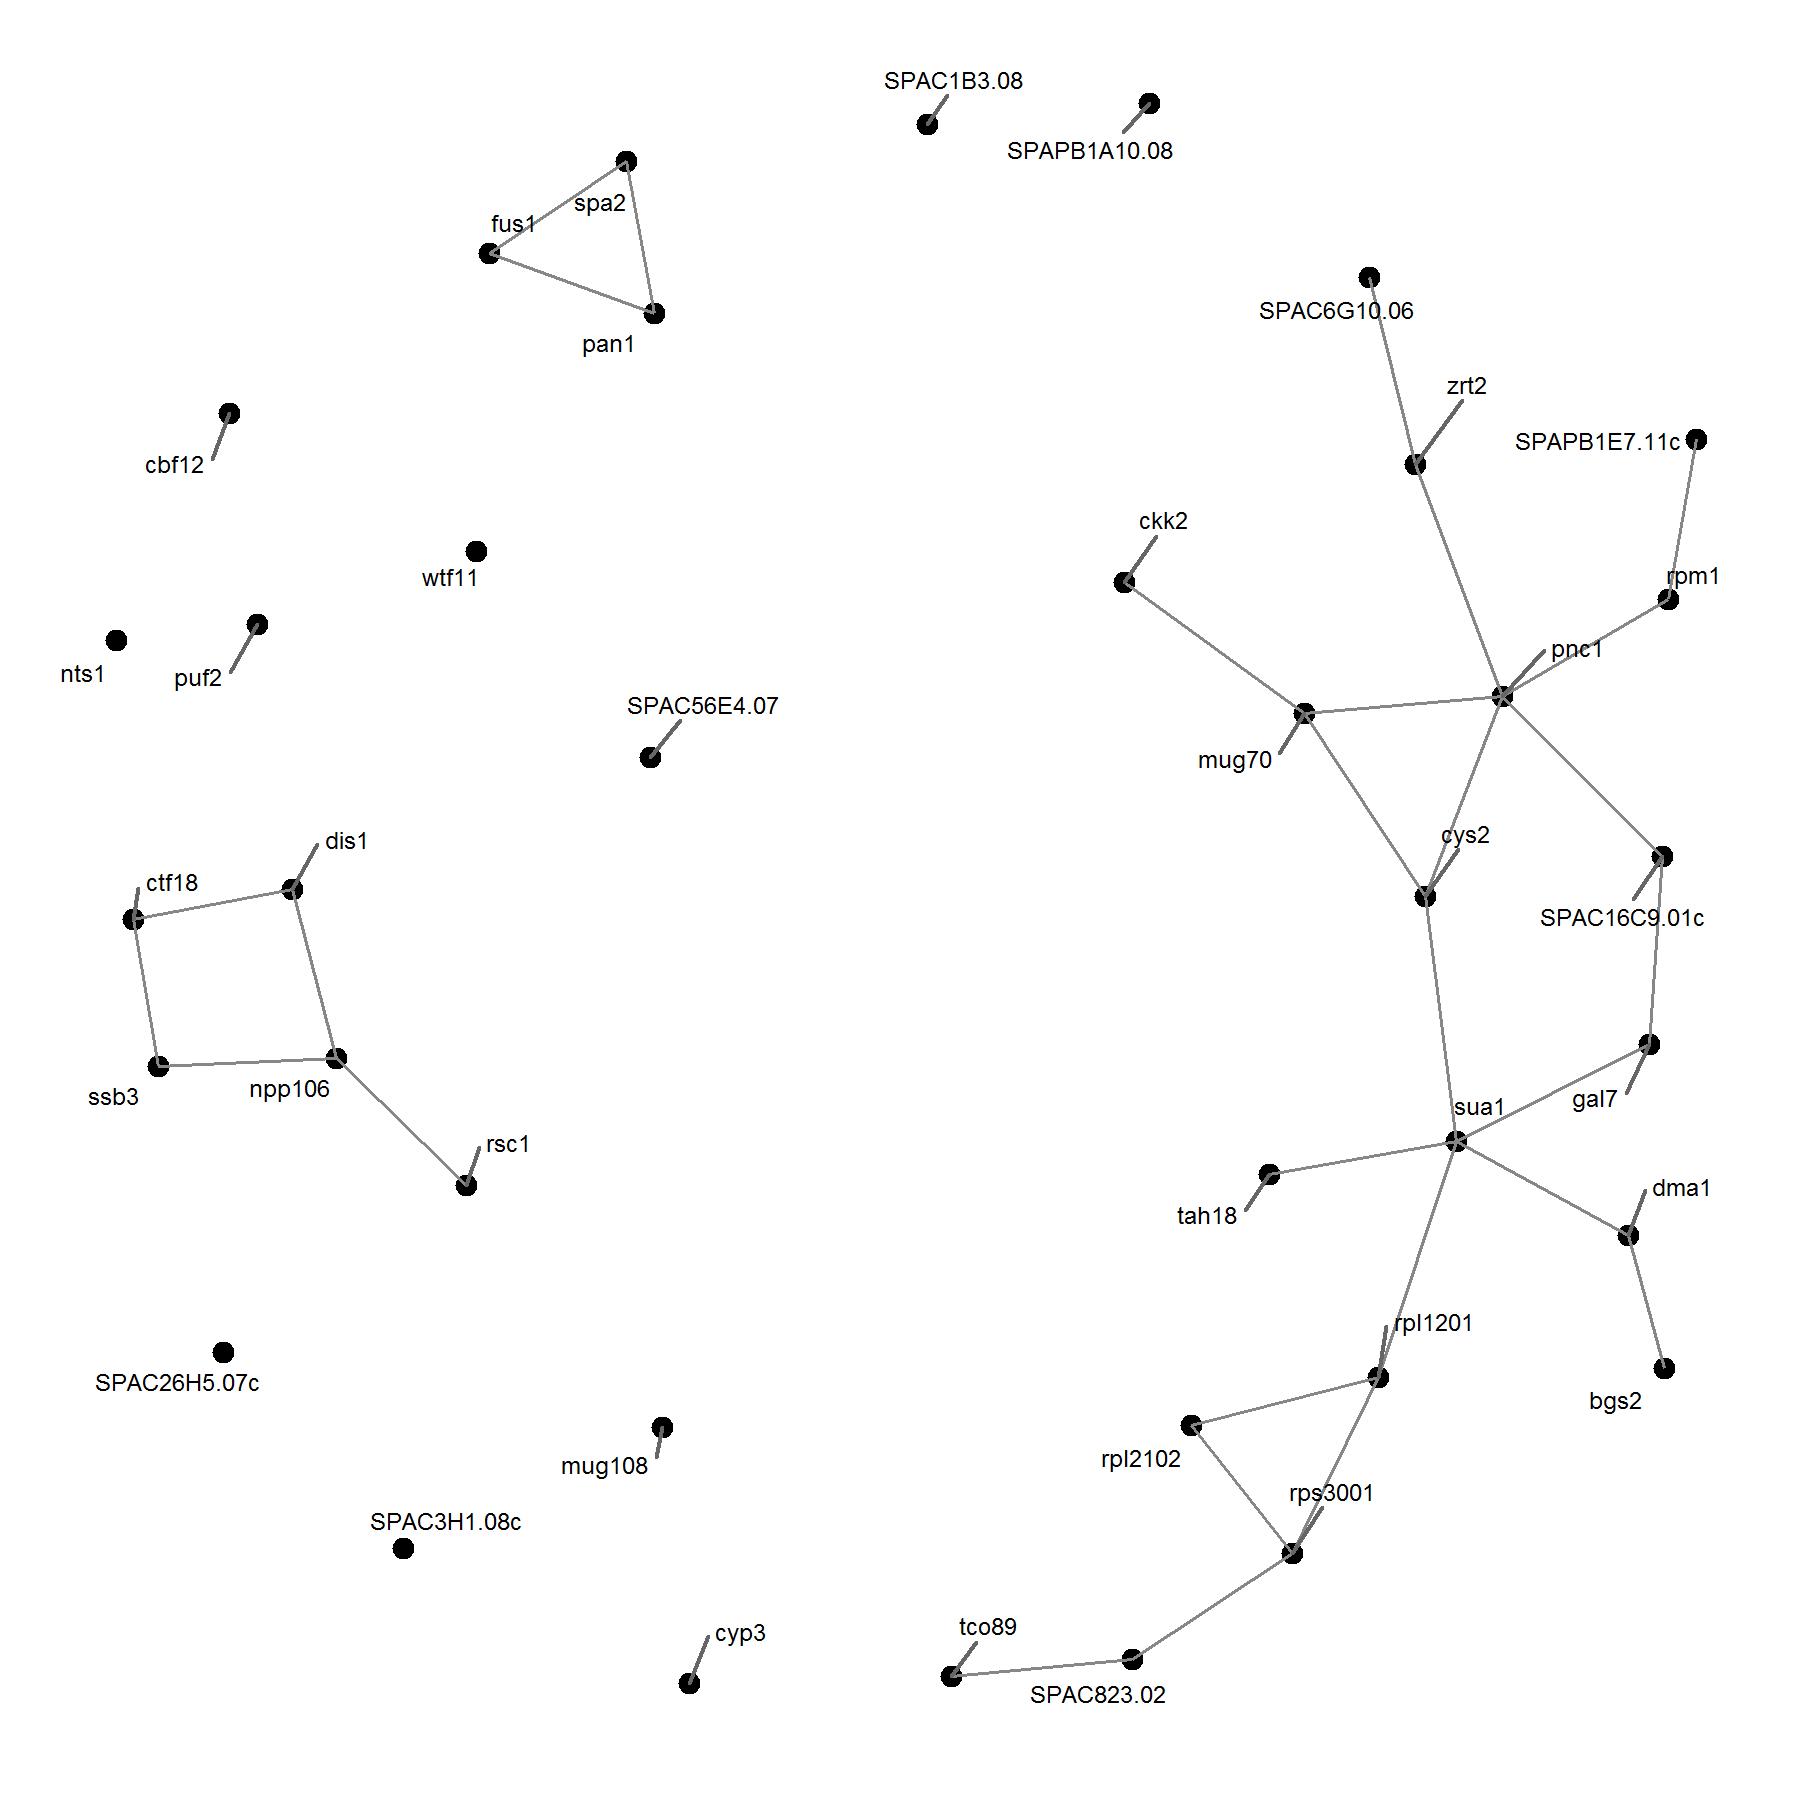 SPAC1B3.08
SPAPB1A10.08
spa2
fus1
SPAC6G10.06
pan1
zrt2
SPAPB1E7.11c
cbf12
ckk2
rpm1
wtf11
pnc1
nts1
puf2
SPAC56E4.07
mug70
cys2
dis1
ctf18
SPAC16C9.01c
npp106
ssb3
gal7
sua1
rsc1
dma1
tah18
rpl1201
SPAC26H5.07c
bgs2
rpl2102
mug108
rps3001
SPAC3H1.08c
tco89
cyp3
SPAC823.02